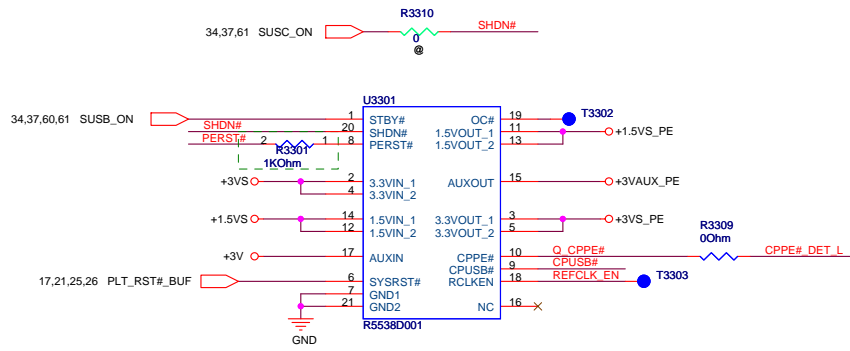 R3310
34,37,61 SUSC_ON
SHDN#
0
@
U3301
34,37,60,61 SUSB_ON
1 STBY#
OC# 19
T3302
SHDN#
20 SHDN#
1.5VOUT_1 11
+1.5VS_PE
PERST#
2
1
8 PERST#
1.5VOUT_2 13
R3301
1KOhm
+3VS
2 3.3VIN_1
AUXOUT 15
+3VAUX_PE
4 3.3VIN_2
+1.5VS
14 1.5VIN_1
3.3VOUT_1 3
+3VS_PE
12 1.5VIN_2
3.3VOUT_2 5
R3309
0Ohm
+3V
17 AUXIN
CPPE# 10
Q_CPPE#
CPPE#_DET_L
CPUSB# 9
CPUSB#
17,21,25,26 PLT_RST#_BUF
6 SYSRST#
RCLKEN 18
REFCLK_EN
T3303
7 GND1
21 GND2
NC 16
R5538D001
GND